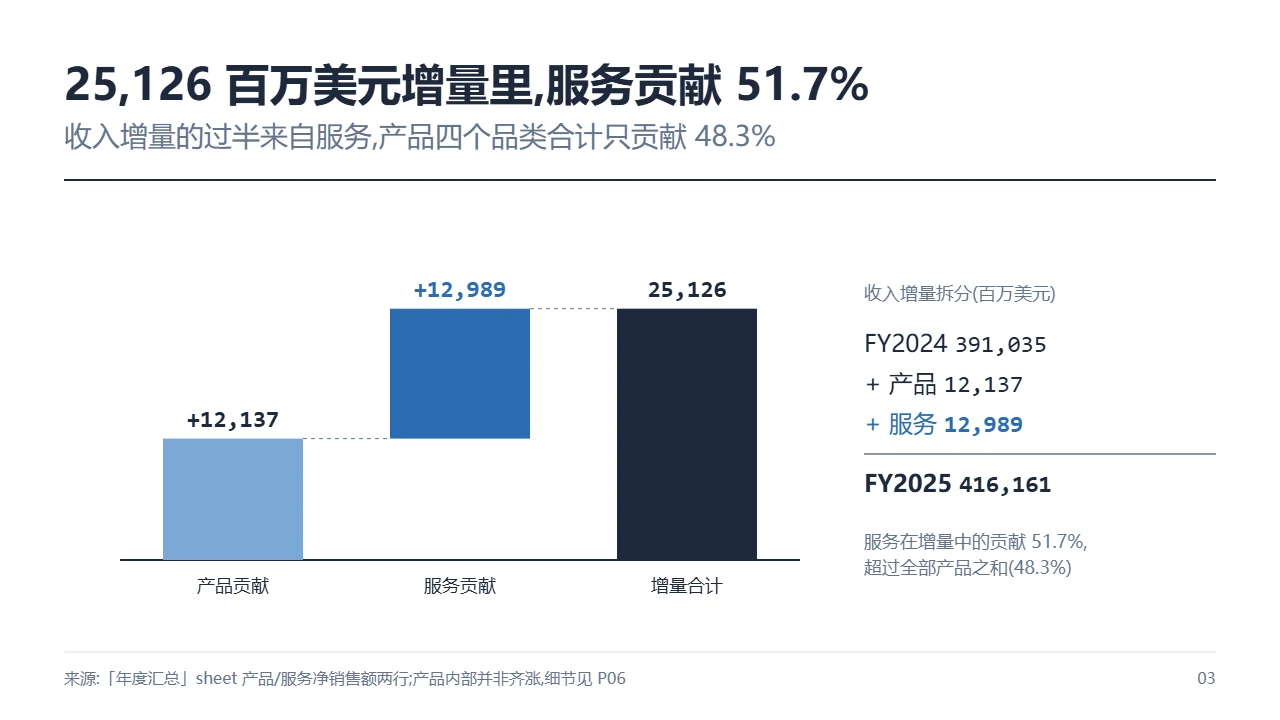 25,126 百万美元增量里,服务贡献 51.7%
收入增量的过半来自服务,产品四个品类合计只贡献 48.3%
+12,137
+12,989
25,126
产品贡献
服务贡献
增量合计
收入增量拆分(百万美元)
FY2024 391,035
+ 产品 12,137
+ 服务 12,989
FY2025 416,161
服务在增量中的贡献 51.7%,
超过全部产品之和(48.3%)
来源:「年度汇总」sheet 产品/服务净销售额两行;产品内部并非齐涨,细节见 P06
03